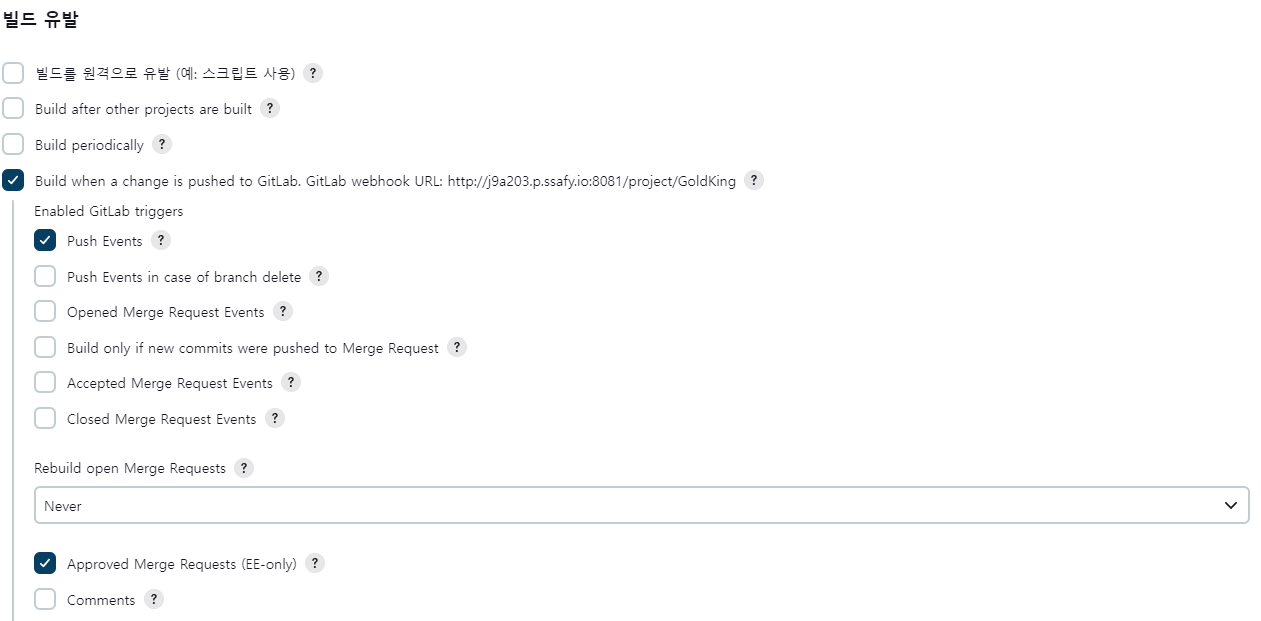 빌드 유발
빌드를 원격으로 유발 (예: 스크립트 사용) ?
Build after other projects are built ?
Build periodically ?
Build when a change is pushed to GitLab. GitLab webhook URL: http://j9a203.p.ssafy.io:8081/project/GoldKing ?
Enabled GitLab triggers
Push Events ?
Push Events in case of branch delete ?
Opened Merge Request Events ?
Build only if new commits were pushed to Merge Request ?
Accepted Merge Request Events ?
Closed Merge Request Events ?
Rebuild open Merge Requests ?
Never
Approved Merge Requests (EE-only) ?
Comments ?